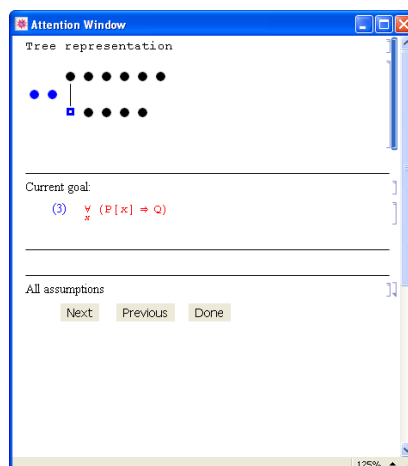 Attention Window
Tree representation
Current goal:
(3) ∀ (P[x] ⇒ Q)
x
All assumptions
Next Previous Done
125%